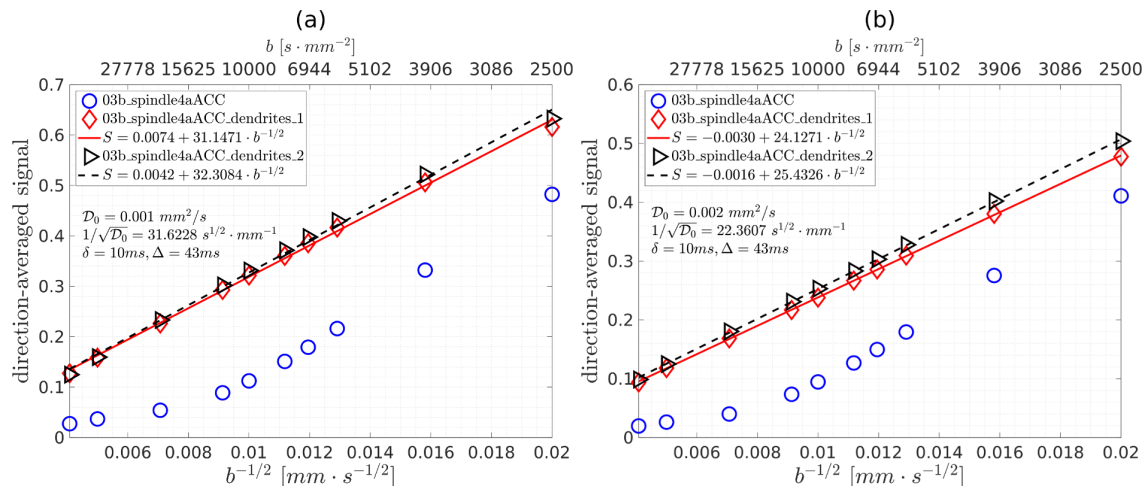 (a)
b [s · mm⁻²]
27778 15625 10000 6944 5102 3906 3086 2500
0.7
0.6
0.5
0.4
0.3
0.2
0.1
0
direction-averaged signal
03b_spindle4aACC
03b_spindle4aACC_dendrites_1
S = 0.0074 + 31.1471 · b^{-1/2}
03b_spindle4aACC_dendrites_2
S = 0.0042 + 32.3084 · b^{-1/2}
𝒟₀ = 0.001 mm²/s
1/√𝒟₀ = 31.6228 s^{1/2} · mm⁻¹
δ = 10ms, Δ = 43ms
0.006 0.008 0.01 0.012 0.014 0.016 0.018 0.02
b^{-1/2} [mm · s^{-1/2}]
(b)
b [s · mm⁻²]
27778 15625 10000 6944 5102 3906 3086 2500
0.6
0.5
0.4
0.3
0.2
0.1
0
direction-averaged signal
03b_spindle4aACC
03b_spindle4aACC_dendrites_1
S = −0.0030 + 24.1271 · b^{-1/2}
03b_spindle4aACC_dendrites_2
S = −0.0016 + 25.4326 · b^{-1/2}
𝒟₀ = 0.002 mm²/s
1/√𝒟₀ = 22.3607 s^{1/2} · mm⁻¹
δ = 10ms, Δ = 43ms
0.006 0.008 0.01 0.012 0.014 0.016 0.018 0.02
b^{-1/2} [mm · s^{-1/2}]